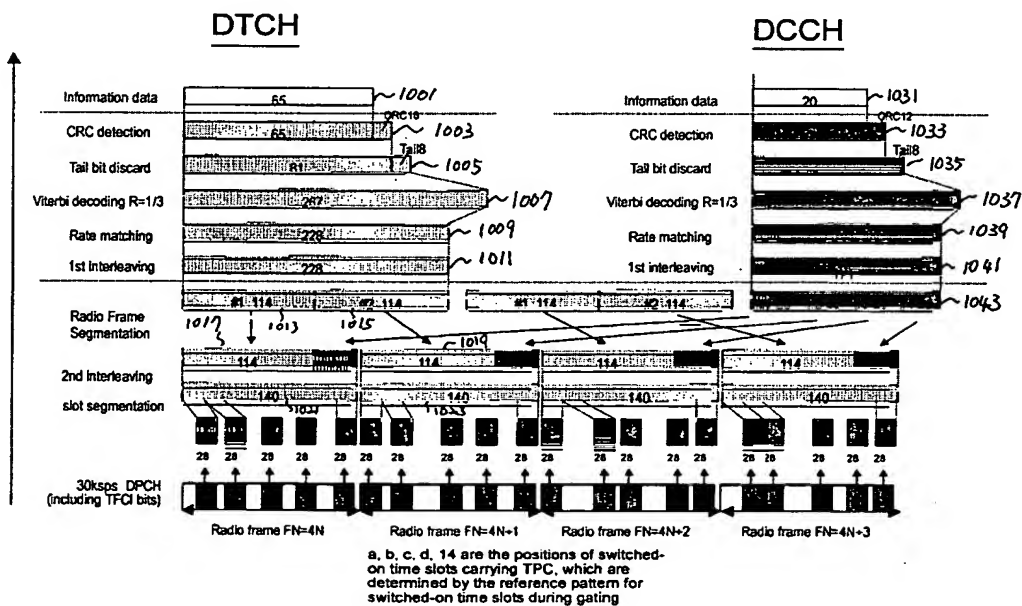 DTCH
DCCH
Information data
65
1001
Information data
20
1031
CRC detection
65
CRC16
1003
CRC detection
CRC12
1033
Tail bit discard
81
Tail8
1005
Tail bit discard
Tail8
1035
Viterbi decoding R=1/3
267
1007
Viterbi decoding R=1/3
1037
Rate matching
228
1009
Rate matching
1039
1st interleaving
228
1011
1st interleaving
1041
#1 114
#2 114
#1 114
#2 114
1043
Radio Frame
Segmentation
1017
1013
1015
1019
114
114
114
114
2nd Interleaving
slot segmentation
140
1021
140
1023
140
140
28 28 28 28 28 28 28 28 28 28 28 28 28 28 28 28 28
30ksps DPCH
(including TFCI bits)
Radio frame FN=4N
Radio frame FN=4N+1
Radio frame FN=4N+2
Radio frame FN=4N+3
a, b, c, d, 14 are the positions of switched-
on time slots carrying TPC, which are
determined by the reference pattern for
switched-on time slots during gating